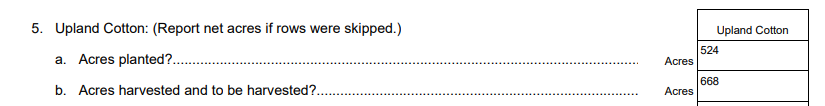 5. Upland Cotton: (Report net acres if rows were skipped.)
Upland Cotton
a. Acres planted?.......................................................... Acres
524
b. Acres harvested and to be harvested?.......................................................... Acres
668